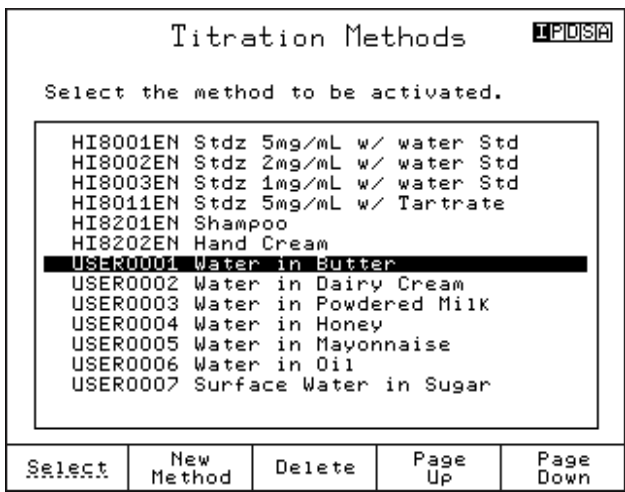 Titration Methods IPDSA
Select the method to be activated.
HI8001EN Stdz 5mg/mL w/ water Std
HI8002EN Stdz 2mg/mL w/ water Std
HI8003EN Stdz 1mg/mL w/ water Std
HI8011EN Stdz 5mg/mL w/ Tartrate
HI8201EN Shampoo
HI8202EN Hand Cream
USER0001 Water in Butter
USER0002 Water in Dairy Cream
USER0003 Water in Powdered Milk
USER0004 Water in Honey
USER0005 Water in Mayonnaise
USER0006 Water in Oil
USER0007 Surface Water in Sugar
Select
New Method
Delete
Page Up
Page Down